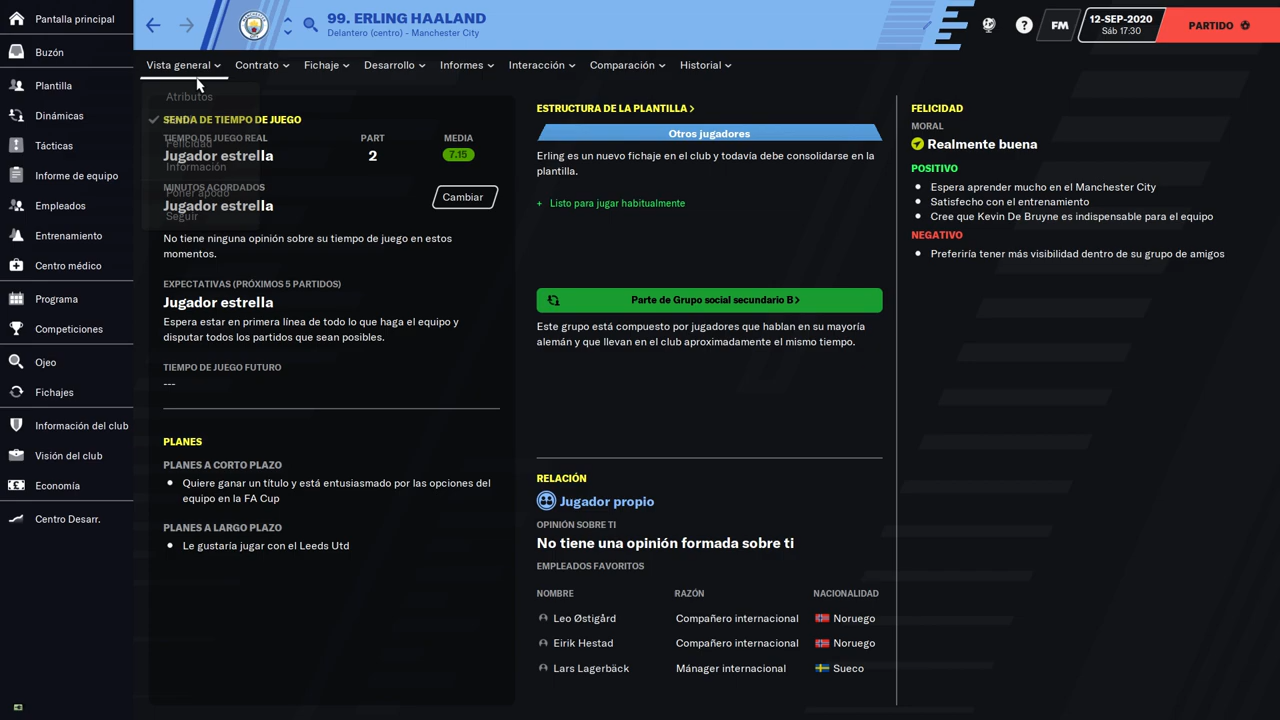 Pantalla principal
Buzón
Plantilla
Dinámicas
Tácticas
Informe de equipo
Empleados
Entrenamiento
Centro médico
Programa
Competiciones
Ojeo
Fichajes
Información del club
Visión del club
Economía
Centro Desarr.
99. ERLING HAALAND
Delantero (centro) - Manchester City
?
FM
12-SEP-2020
Sáb 17:30
PARTIDO
Vista general
Contrato
Fichaje
Desarrollo
Informes
Interacción
Comparación
Historial
Atributos
Felicidad
Información
Poner apodo
Seguir
SENDA DE TIEMPO DE JUEGO
TIEMPO DE JUEGO REAL
PART
MEDIA
Jugador estrella
2
7.15
MINUTOS ACORDADOS
Jugador estrella
Cambiar
No tiene ninguna opinión sobre su tiempo de juego en estos
momentos.
EXPECTATIVAS (PRÓXIMOS 5 PARTIDOS)
Jugador estrella
Espera estar en primera línea de todo lo que haga el equipo y
disputar todos los partidos que sean posibles.
TIEMPO DE JUEGO FUTURO
---
PLANES
PLANES A CORTO PLAZO
Quiere ganar un título y está entusiasmado por las opciones del
equipo en la FA Cup
PLANES A LARGO PLAZO
Le gustaría jugar con el Leeds Utd
ESTRUCTURA DE LA PLANTILLA >
Otros jugadores
Erling es un nuevo fichaje en el club y todavía debe consolidarse en la
plantilla.
+ Listo para jugar habitualmente
Parte de Grupo social secundario B >
Este grupo está compuesto por jugadores que hablan en su mayoría
alemán y que llevan en el club aproximadamente el mismo tiempo.
RELACIÓN
Jugador propio
OPINIÓN SOBRE TI
No tiene una opinión formada sobre ti
EMPLEADOS FAVORITOS
NOMBRE RAZÓN NACIONALIDAD
Leo Østigård Compañero internacional Noruego
Eirik Hestad Compañero internacional Noruego
Lars Lagerbäck Mánager internacional Sueco
FELICIDAD
MORAL
Realmente buena
POSITIVO
Espera aprender mucho en el Manchester City
Satisfecho con el entrenamiento
Cree que Kevin De Bruyne es indispensable para el equipo
NEGATIVO
Preferiría tener más visibilidad dentro de su grupo de amigos